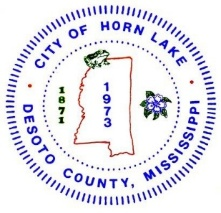 CITY OF HORN LAKE
1871
1973
DESOTO COUNTY, MISSISSIPPI